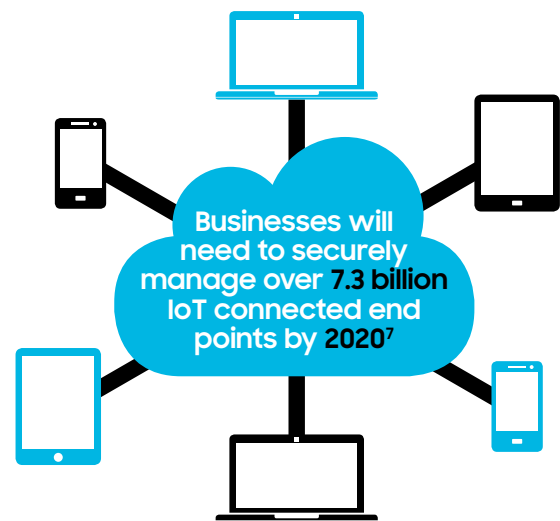 Businesses will
need to securely
manage over 7.3 billion
IoT connected end
points by 2020⁷